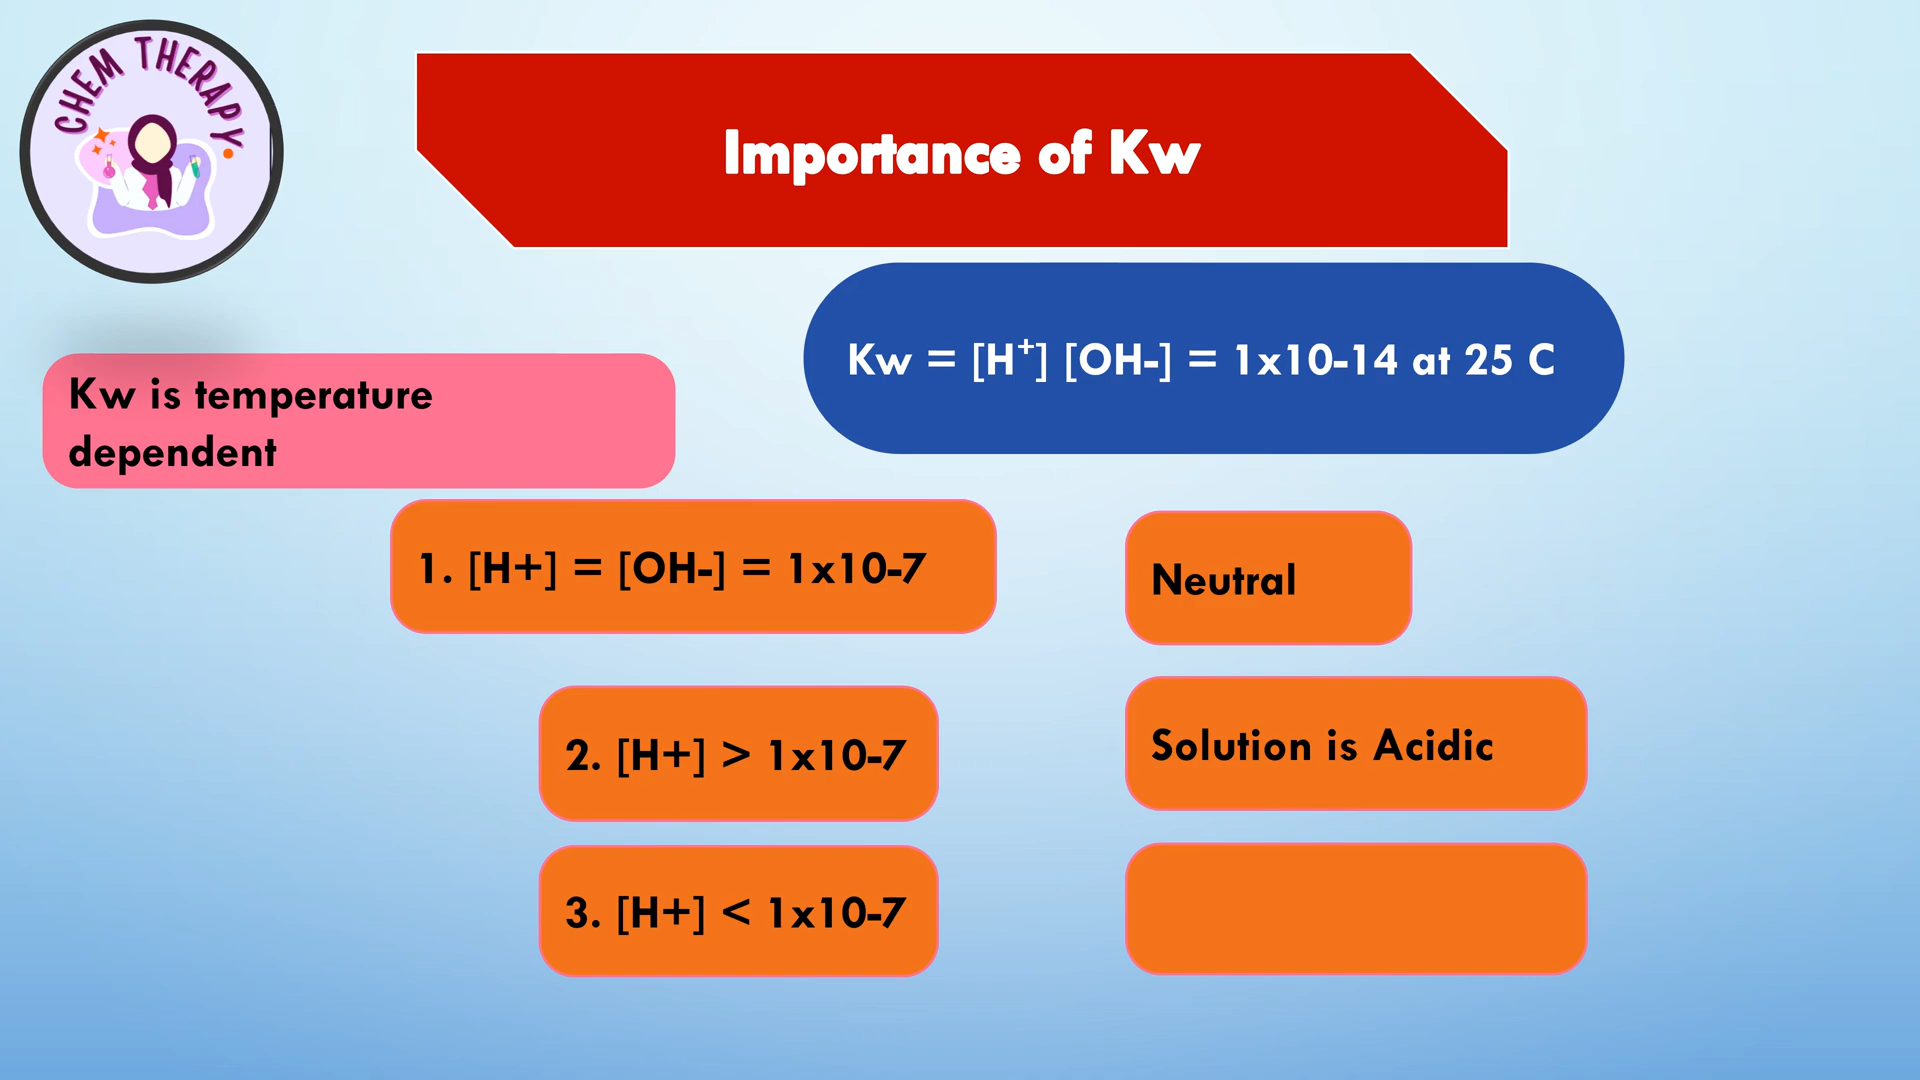 CHEM THERAPY
Importance of Kw
Kw = [H⁺] [OH-] = 1x10-14 at 25 C
Kw is temperature
dependent
1. [H+] = [OH-] = 1x10-7
Neutral
2. [H+] > 1x10-7
Solution is Acidic
3. [H+] < 1x10-7